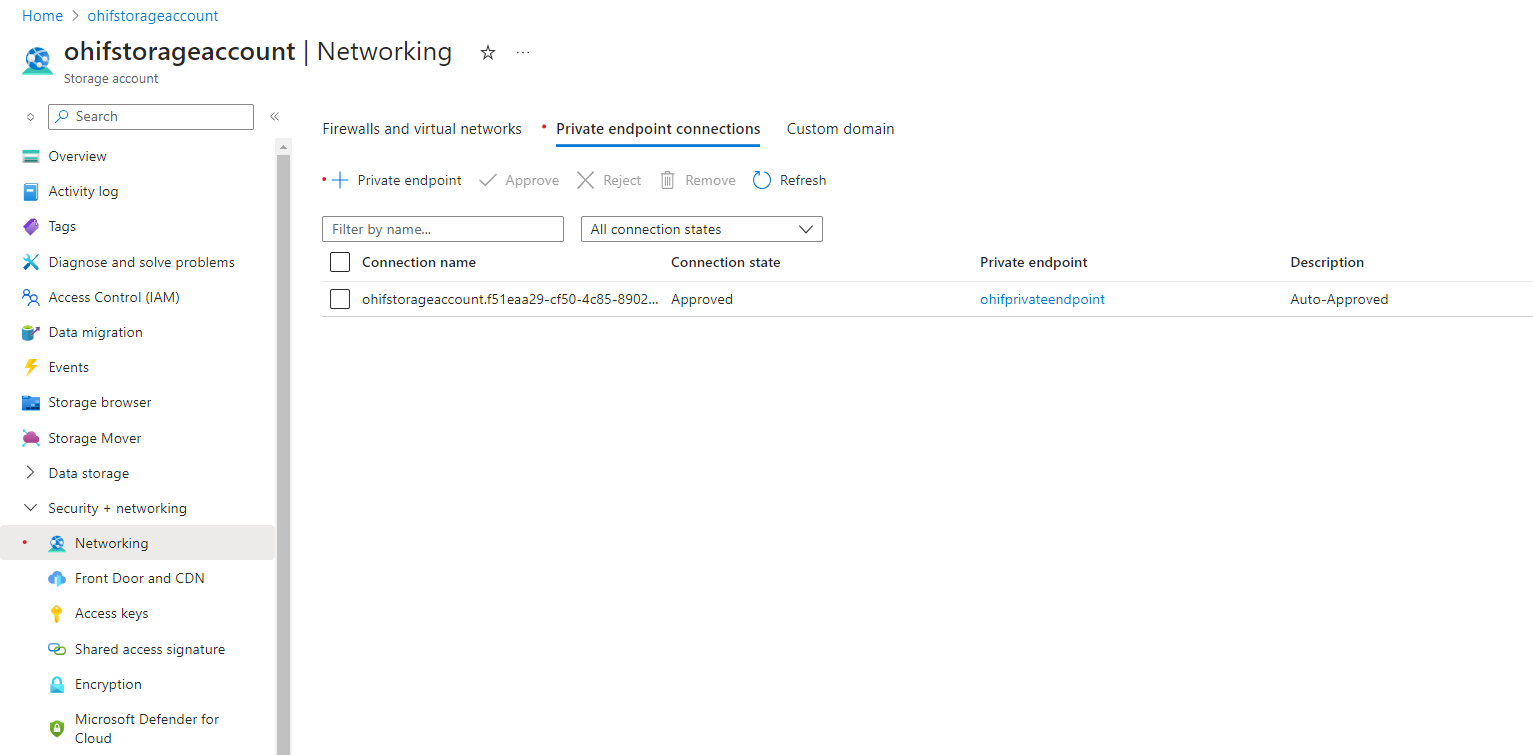 Home > ohifstorageaccount
ohifstorageaccount | Networking ☆ ...
Storage account
Search «
Overview
Activity log
Tags
Diagnose and solve problems
Access Control (IAM)
Data migration
Events
Storage browser
Storage Mover
Data storage
Security + networking
Networking
Front Door and CDN
Access keys
Shared access signature
Encryption
Microsoft Defender for
Cloud
Firewalls and virtual networks Private endpoint connections Custom domain
Private endpoint Approve Reject Remove Refresh
Filter by name... All connection states
Connection name Connection state Private endpoint Description
ohifstorageaccount.f51eaa29-cf50-4c85-8902... Approved ohifprivateendpoint Auto-Approved